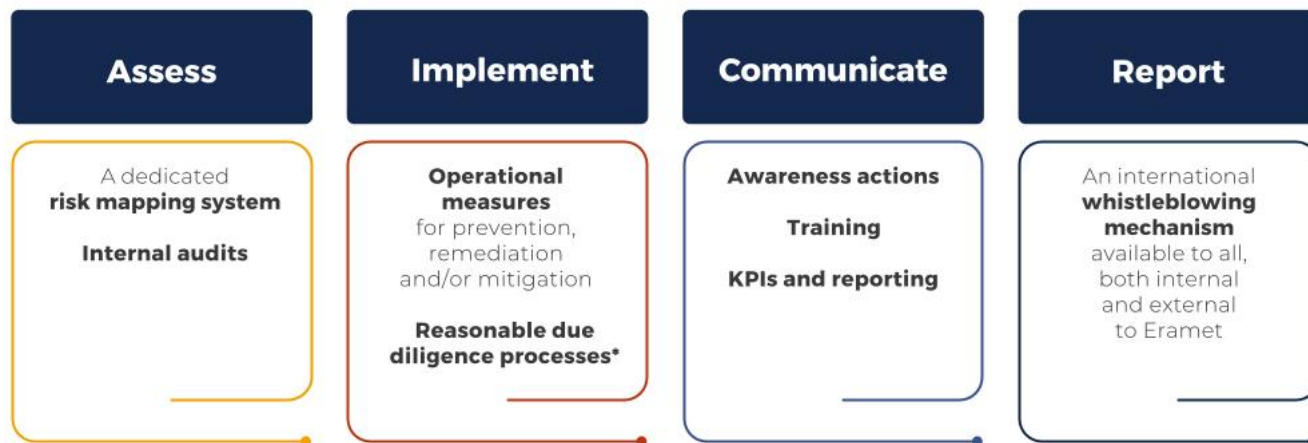 Assess
A dedicated
risk mapping system
Internal audits
Implement
Operational
measures
for prevention,
remediation
and/or mitigation
Reasonable due
diligence processes*
Communicate
Awareness actions
Training
KPIs and reporting
Report
An international
whistleblowing
mechanism
available to all,
both internal
and external
to Eramet